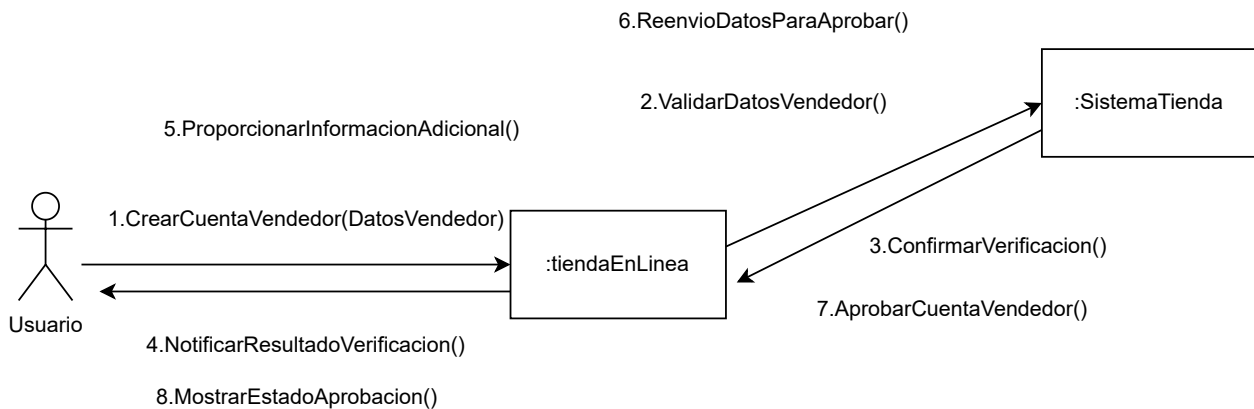 6.ReenvioDatosParaAprobar()
2.ValidarDatosVendedor()
:SistemaTienda
5.ProporcionarInformacionAdicional()
1.CrearCuentaVendedor(DatosVendedor)
:tiendaEnLinea
3.ConfirmarVerificacion()
7.AprobarCuentaVendedor()
Usuario
4.NotificarResultadoVerificacion()
8.MostrarEstadoAprobacion()